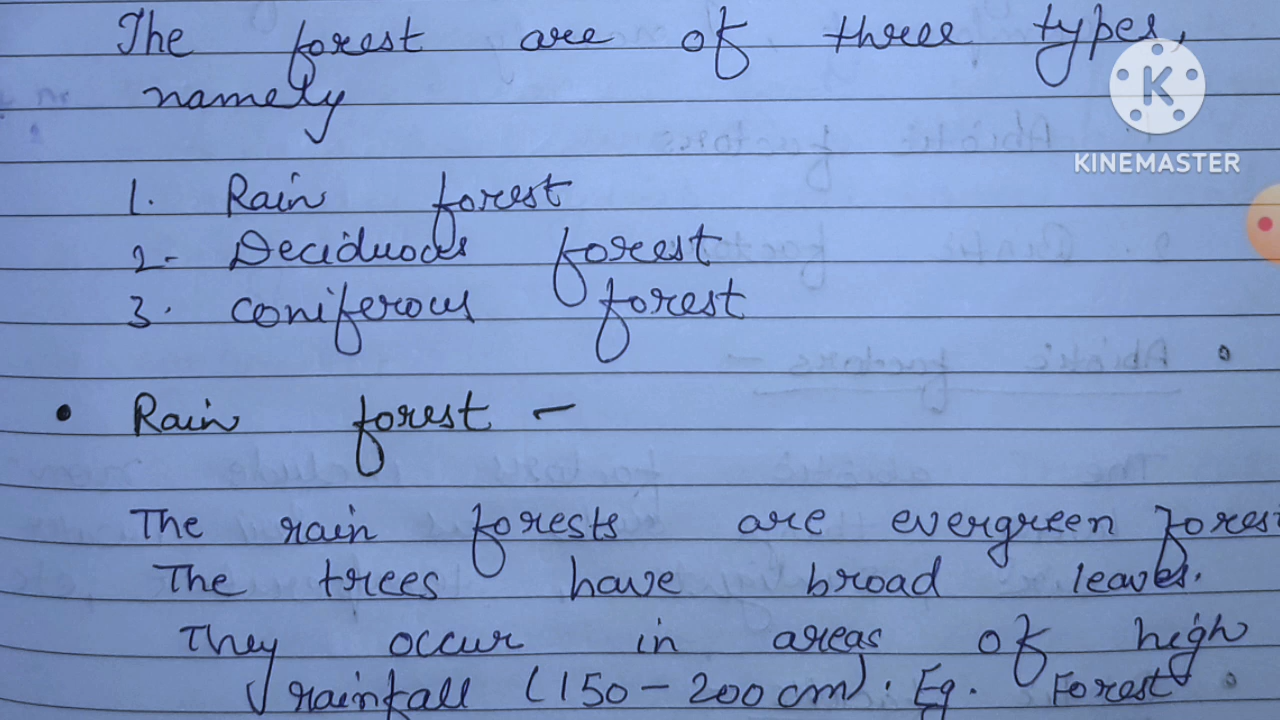 The forest are of three types,
namely
K
KINEMASTER
1. Rain forest
2- Deciduous forest
3. coniferous forest
• Rain forest –
The rain forests are evergreen forest
The trees have broad leaves.
They occur in areas of high
rainfall (150-200cm). Eg. Forest